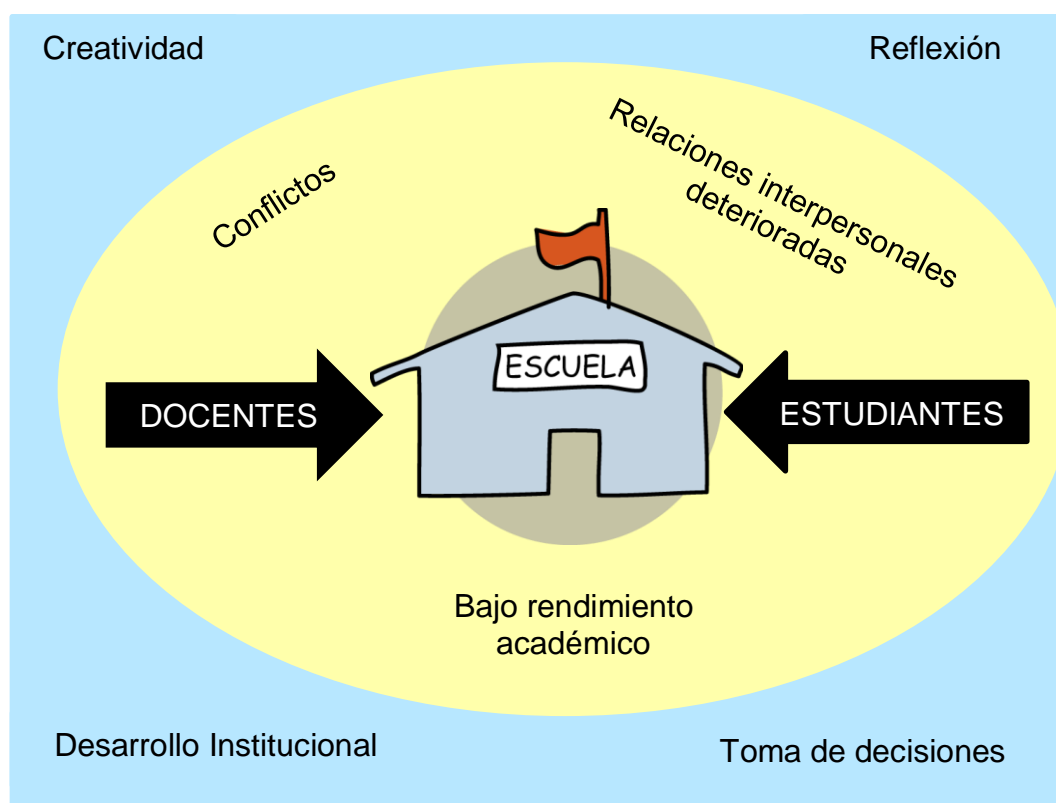 Creatividad
Reflexión
Conflictos
Relaciones interpersonales
deterioradas
ESCUELA
DOCENTES
ESTUDIANTES
Bajo rendimiento
académico
Desarrollo Institucional
Toma de decisiones